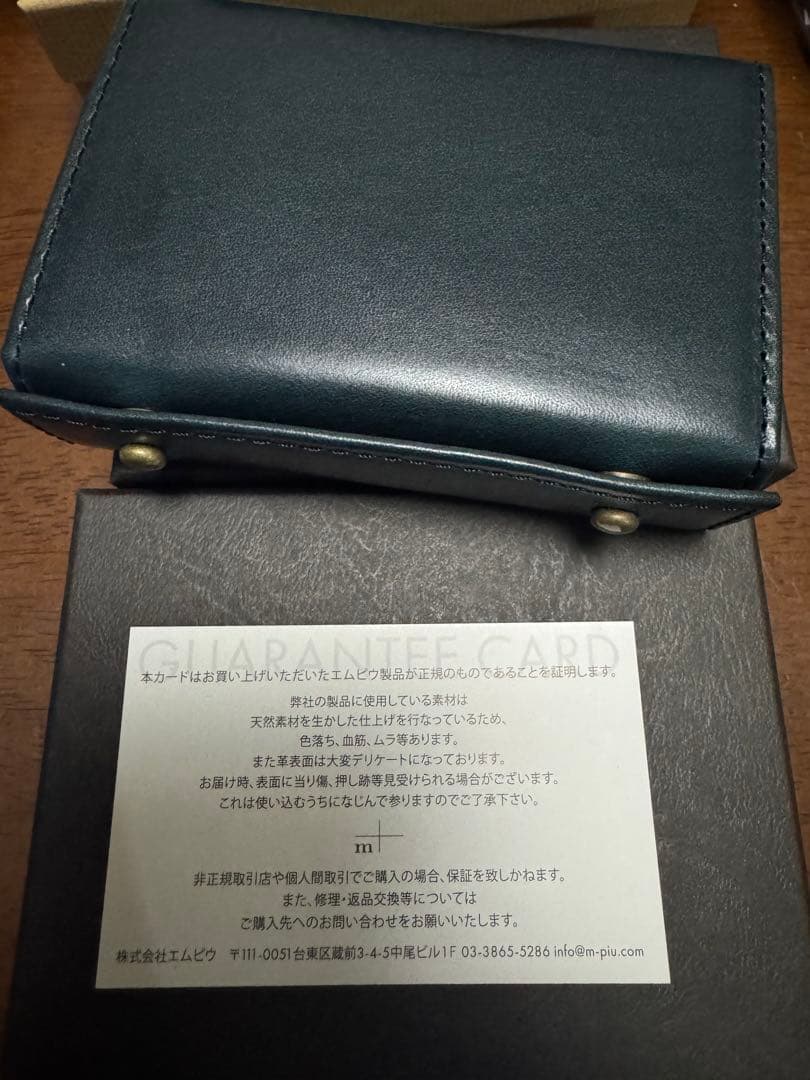 GUARANTEE CARD
本カードはお買い上げいただいたエムピウ製品が正規のものであることを証明します。
弊社の製品に使用している素材は
天然素材を生かした仕上げを行なっているため、
色落ち、血筋、ムラ等あります。
また革表面は大変デリケートになっております。
お届け時、表面に当り傷、押し跡等見受けられる場合がございます。
これは使い込むうちになじんで参りますのでご了承下さい。
m
非正規取引店や個人間取引でご購入の場合、保証を致しかねます。
また、修理・返品交換等については
ご購入先へのお問い合わせをお願いいたします。
株式会社エムピウ 〒111-0051台東区蔵前3-4-5中尾ビル1F 03-3865-5286 info@m-piu.com